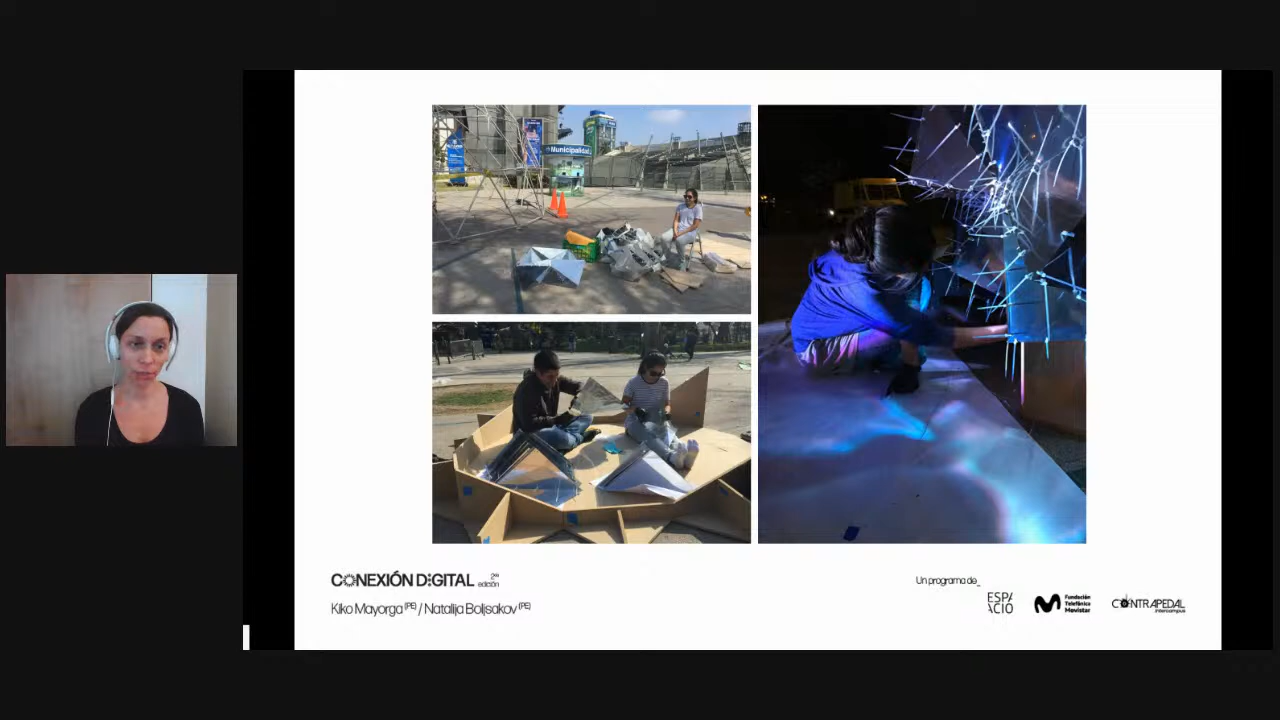 Municipalidad
CONEXIÓN DIGITAL 2da edición
Kiko Mayorga (PE) / Natalija Boljsakov (PE)
Un programa de_
ESPACIO
Fundación
Telefónica
Movistar
CONTRAPEDAL
intercampus